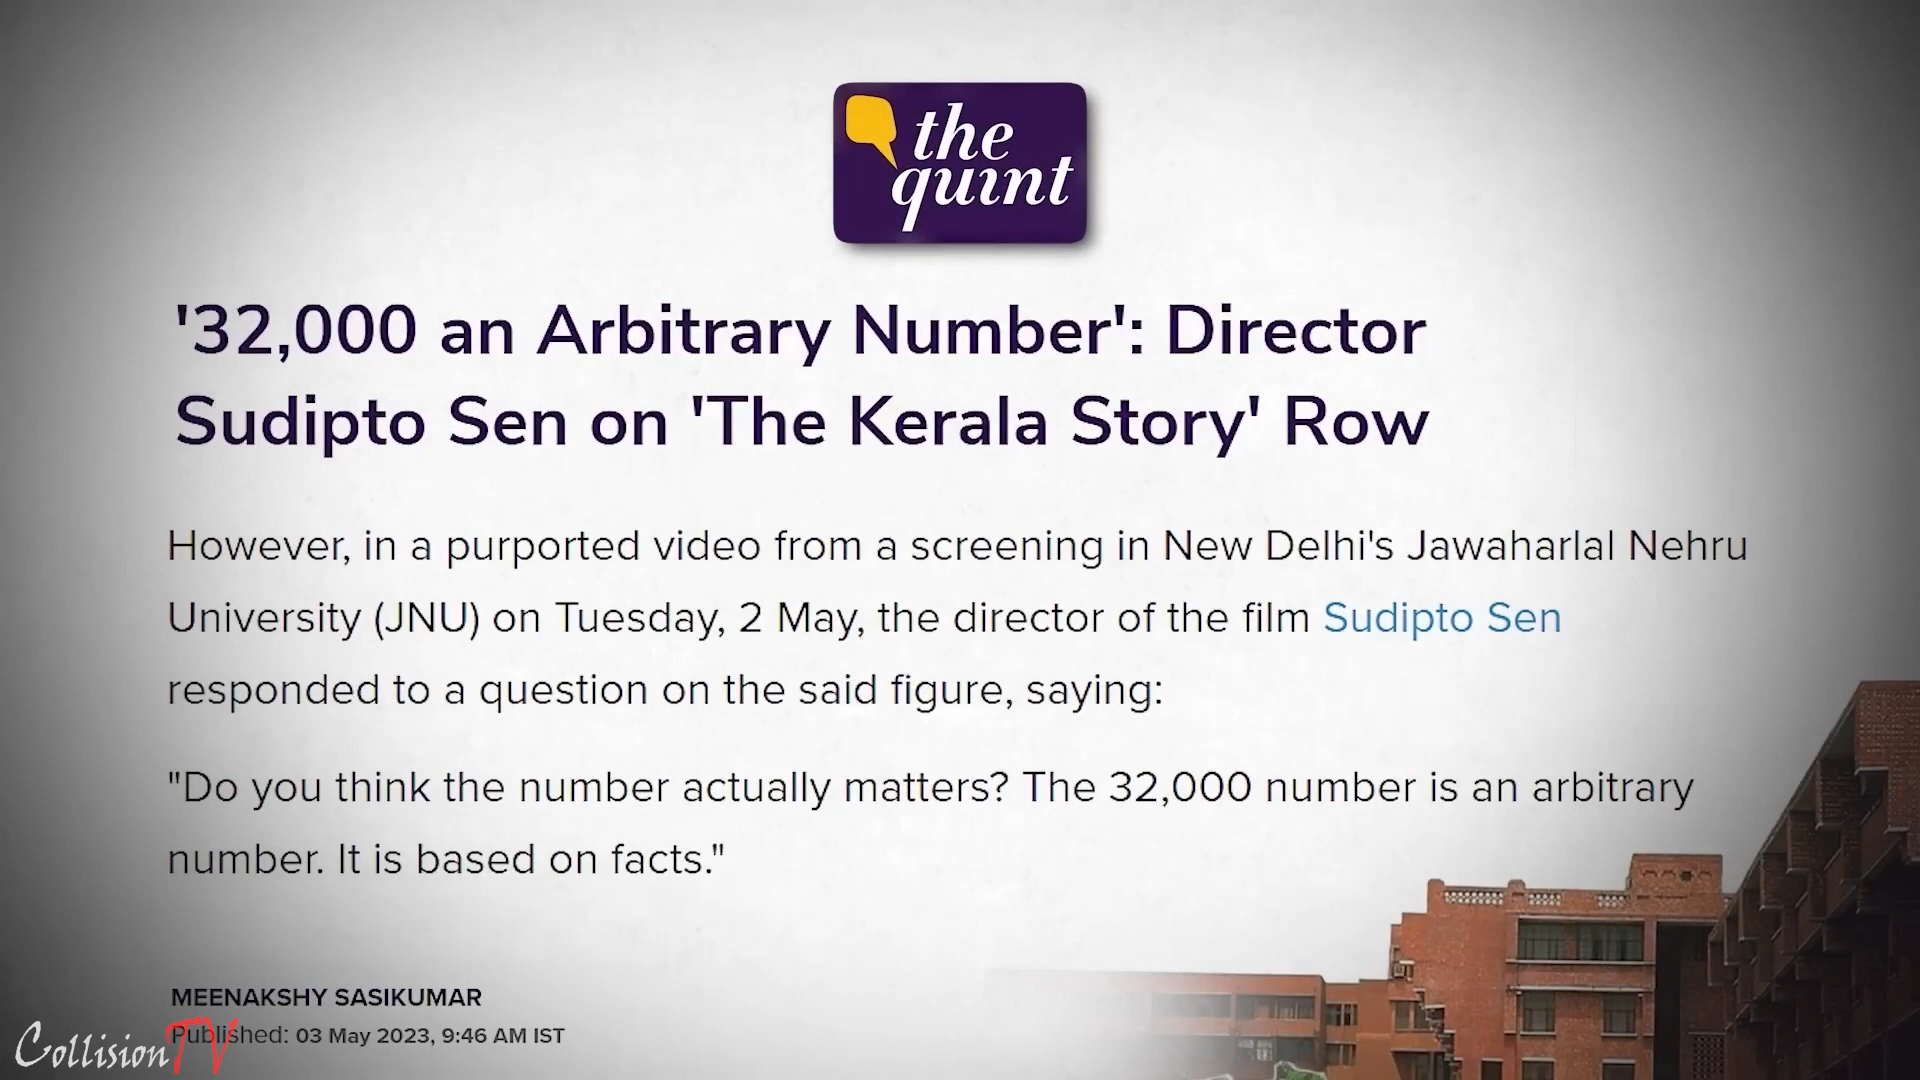 the
quint
'32,000 an Arbitrary Number': Director
Sudipto Sen on 'The Kerala Story' Row
However, in a purported video from a screening in New Delhi's Jawaharlal Nehru
University (JNU) on Tuesday, 2 May, the director of the film Sudipto Sen
responded to a question on the said figure, saying:
"Do you think the number actually matters? The 32,000 number is an arbitrary
number. It is based on facts."
MEENAKSHY SASIKUMAR
Published: 03 May 2023, 9:46 AM IST
CollisionTV